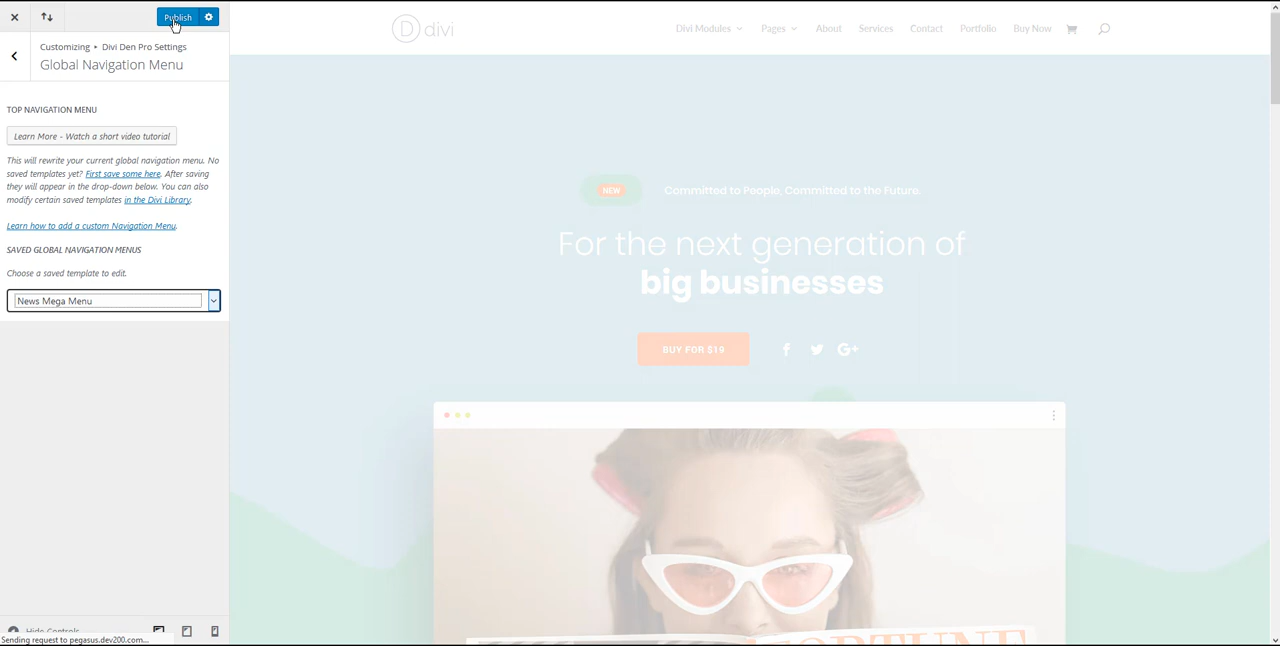 Publish
Customizing ▸ Divi Den Pro Settings
Global Navigation Menu
TOP NAVIGATION MENU
Learn More - Watch a short video tutorial
This will rewrite your current global navigation menu. No
saved templates yet? First save some here. After saving
they will appear in the drop-down below. You can also
modify certain saved templates in the Divi Library.
Learn how to add a custom Navigation Menu.
SAVED GLOBAL NAVIGATION MENUS
Choose a saved template to edit.
News Mega Menu
Hide Controls
Sending request to pegasus.dev200.com...
D divi
Divi Modules Pages About Services Contact Portfolio Buy Now
NEW Committed to People, Committed to the Future.
For the next generation of
big businesses
BUY FOR $19
FORTUNE